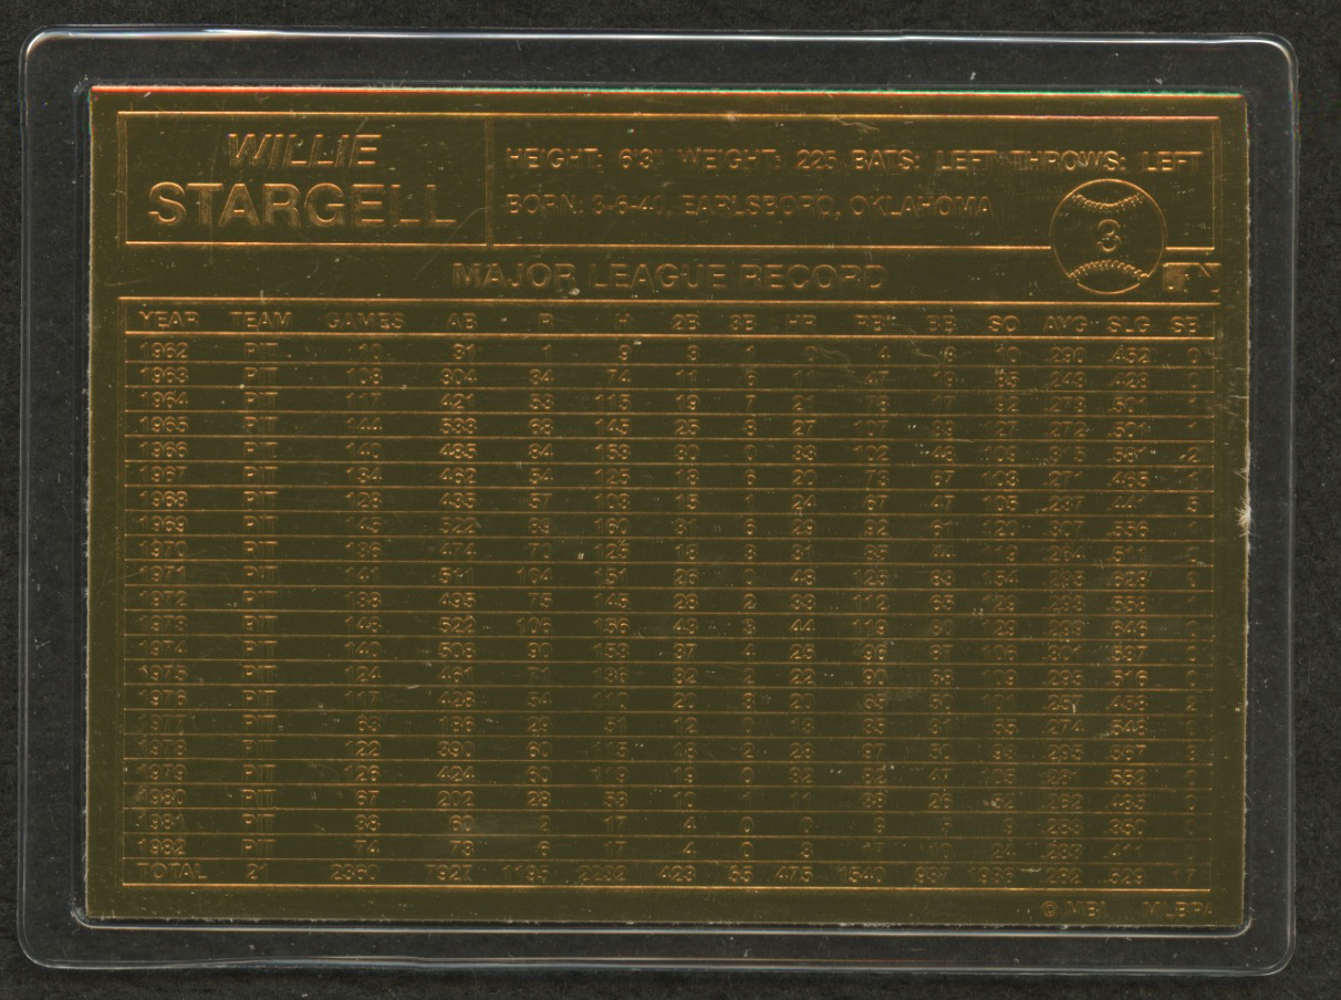 WILLIE
STARGELL
HEIGHT: 6'3" WEIGHT: 225 BATS: LEFT THROWS: LEFT
BORN: 3-6-41, EARLSBORO, OKLAHOMA
3
MAJOR LEAGUE RECORD
YEAR TEAM GAMES AB R H 2B 3B HR RBI BB SO AVG SLG SB
1962 PIT 10 31 1 9 3 1 0 4 3 10 .290 .452 0
1963 PIT 108 304 34 74 11 6 11 47 19 85 .243 .428 0
1964 PIT 117 421 53 115 19 7 21 78 17 92 .273 .501 1
1965 PIT 144 533 68 145 25 8 27 107 39 127 .272 .501 1
1966 PIT 140 485 84 153 30 0 33 102 48 109 .315 .581 2
1967 PIT 134 462 54 125 18 6 20 73 67 103 .271 .465 1
1968 PIT 128 435 57 103 15 1 24 67 47 105 .237 .441 5
1969 PIT 145 522 89 160 31 6 29 92 61 120 .307 .556 1
1970 PIT 136 474 70 125 18 3 31 85 44 119 .264 .511 0
1971 PIT 141 511 104 151 26 0 48 125 83 154 .295 .628 0
1972 PIT 138 495 75 145 28 2 33 112 65 129 .293 .558 0
1973 PIT 148 522 106 156 43 3 44 119 80 129 .299 .646 0
1974 PIT 140 508 90 153 37 4 25 96 87 106 .301 .537 0
1975 PIT 124 461 71 136 32 2 22 90 58 109 .295 .516 0
1976 PIT 117 428 54 110 20 3 20 65 50 101 .257 .458 2
1977 PIT 63 186 29 51 12 0 13 35 31 55 .274 .548 0
1978 PIT 122 390 60 115 18 2 28 97 50 93 .295 .567 3
1979 PIT 126 424 60 119 19 0 32 82 47 105 .281 .552 0
1980 PIT 67 202 28 53 10 1 11 38 26 52 .262 .485 0
1981 PIT 38 60 2 17 4 0 0 9 5 9 .283 .350 0
1982 PIT 74 73 6 17 4 0 3 17 10 24 .233 .411 0
TOTAL 21 2360 7927 1195 2232 423 55 475 1540 937 1936 .282 .529 17